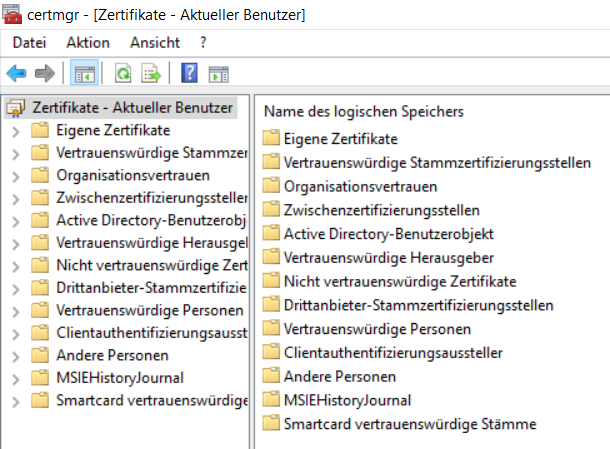 certmgr - [Zertifikate - Aktueller Benutzer]
Datei Aktion Ansicht ?
Zertifikate - Aktueller Benutzer
Eigene Zertifikate
Vertrauenswürdige Stammzer
Organisationsvertrauen
Zwischenzertifizierungssteller
Active Directory-Benutzerobj
Vertrauenswürdige Herausgel
Nicht vertrauenswürdige Zert
Drittanbieter-Stammzertifizie
Vertrauenswürdige Personen
Clientauthentifizierungsausst
Andere Personen
MSIEHistoryJournal
Smartcard vertrauenswürdige
Name des logischen Speichers
Eigene Zertifikate
Vertrauenswürdige Stammzertifizierungsstellen
Organisationsvertrauen
Zwischenzertifizierungsstellen
Active Directory-Benutzerobjekt
Vertrauenswürdige Herausgeber
Nicht vertrauenswürdige Zertifikate
Drittanbieter-Stammzertifizierungsstellen
Vertrauenswürdige Personen
Clientauthentifizierungsaussteller
Andere Personen
MSIEHistoryJournal
Smartcard vertrauenswürdige Stämme